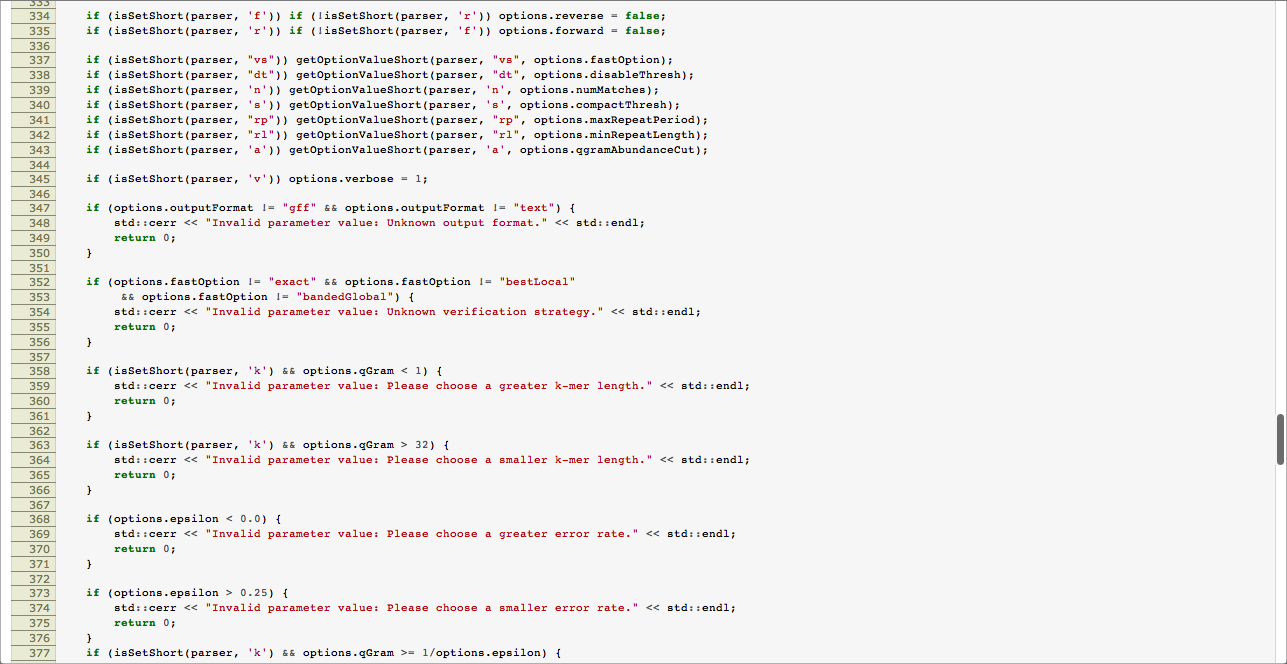 333
334 if (isSetShort(parser, 'f')) if (!isSetShort(parser, 'r')) options.reverse = false;
335 if (isSetShort(parser, 'r')) if (!isSetShort(parser, 'f')) options.forward = false;
336
337 if (isSetShort(parser, "vs")) getOptionValueShort(parser, "vs", options.fastOption);
338 if (isSetShort(parser, "dt")) getOptionValueShort(parser, "dt", options.disableThresh);
339 if (isSetShort(parser, 'n')) getOptionValueShort(parser, 'n', options.numMatches);
340 if (isSetShort(parser, 's')) getOptionValueShort(parser, 's', options.compactThresh);
341 if (isSetShort(parser, "rp")) getOptionValueShort(parser, "rp", options.maxRepeatPeriod);
342 if (isSetShort(parser, "rl")) getOptionValueShort(parser, "rl", options.minRepeatLength);
343 if (isSetShort(parser, 'a')) getOptionValueShort(parser, 'a', options.qgramAbundanceCut);
344
345 if (isSetShort(parser, 'v')) options.verbose = 1;
346
347 if (options.outputFormat != "gff" && options.outputFormat != "text") {
348 std::cerr << "Invalid parameter value: Unknown output format." << std::endl;
349 return 0;
350 }
351
352 if (options.fastOption != "exact" && options.fastOption != "bestLocal"
353 && options.fastOption != "bandedGlobal") {
354 std::cerr << "Invalid parameter value: Unknown verification strategy." << std::endl;
355 return 0;
356 }
357
358 if (isSetShort(parser, 'k') && options.qGram < 1) {
359 std::cerr << "Invalid parameter value: Please choose a greater k-mer length." << std::endl;
360 return 0;
361 }
362
363 if (isSetShort(parser, 'k') && options.qGram > 32) {
364 std::cerr << "Invalid parameter value: Please choose a smaller k-mer length." << std::endl;
365 return 0;
366 }
367
368 if (options.epsilon < 0.0) {
369 std::cerr << "Invalid parameter value: Please choose a greater error rate." << std::endl;
370 return 0;
371 }
372
373 if (options.epsilon > 0.25) {
374 std::cerr << "Invalid parameter value: Please choose a smaller error rate." << std::endl;
375 return 0;
376 }
377 if (isSetShort(parser, 'k') && options.qGram >= 1/options.epsilon) {